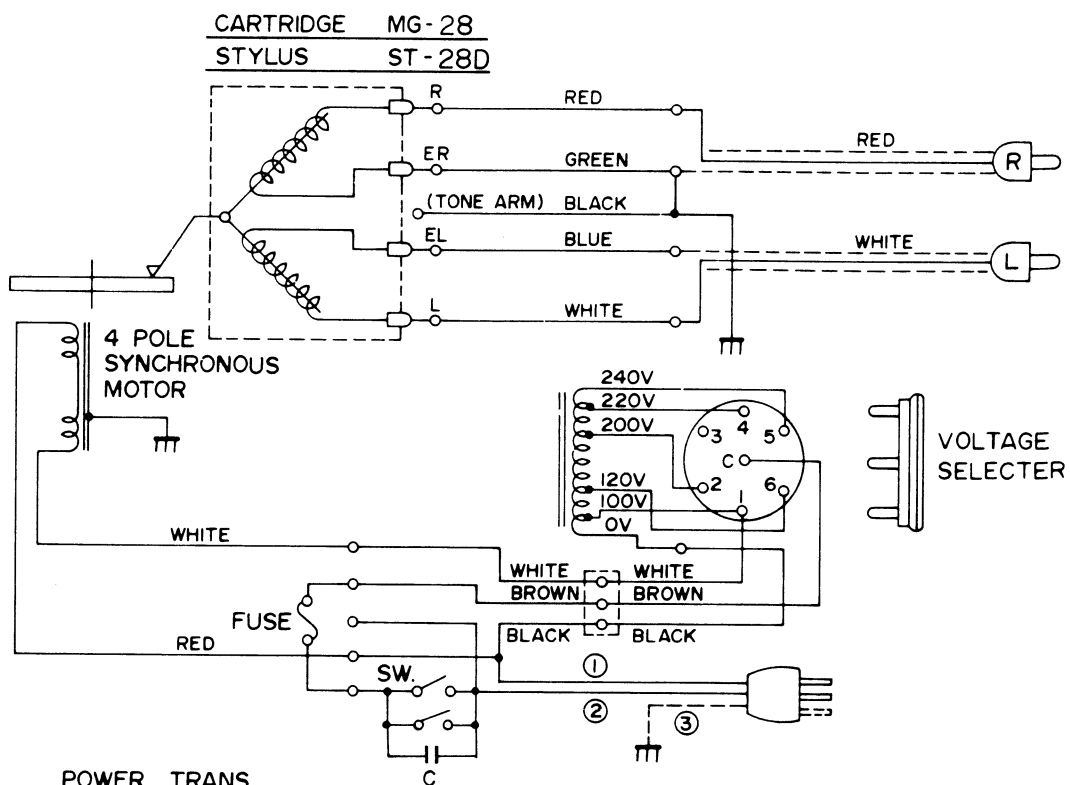 CARTRIDGE MG-28
STYLUS ST-28D
R
RED
RED
R
ER
GREEN
(TONE ARM) BLACK
EL
BLUE
WHITE
L
L
WHITE
4 POLE
SYNCHRONOUS
MOTOR
240V
220V
200V
120V
100V
0V
4
3
5
C
2
6
1
VOLTAGE
SELECTER
WHITE
WHITE
WHITE
BROWN
BROWN
FUSE
BLACK
BLACK
RED
SW.
①
②
③
C
POWER TRANS